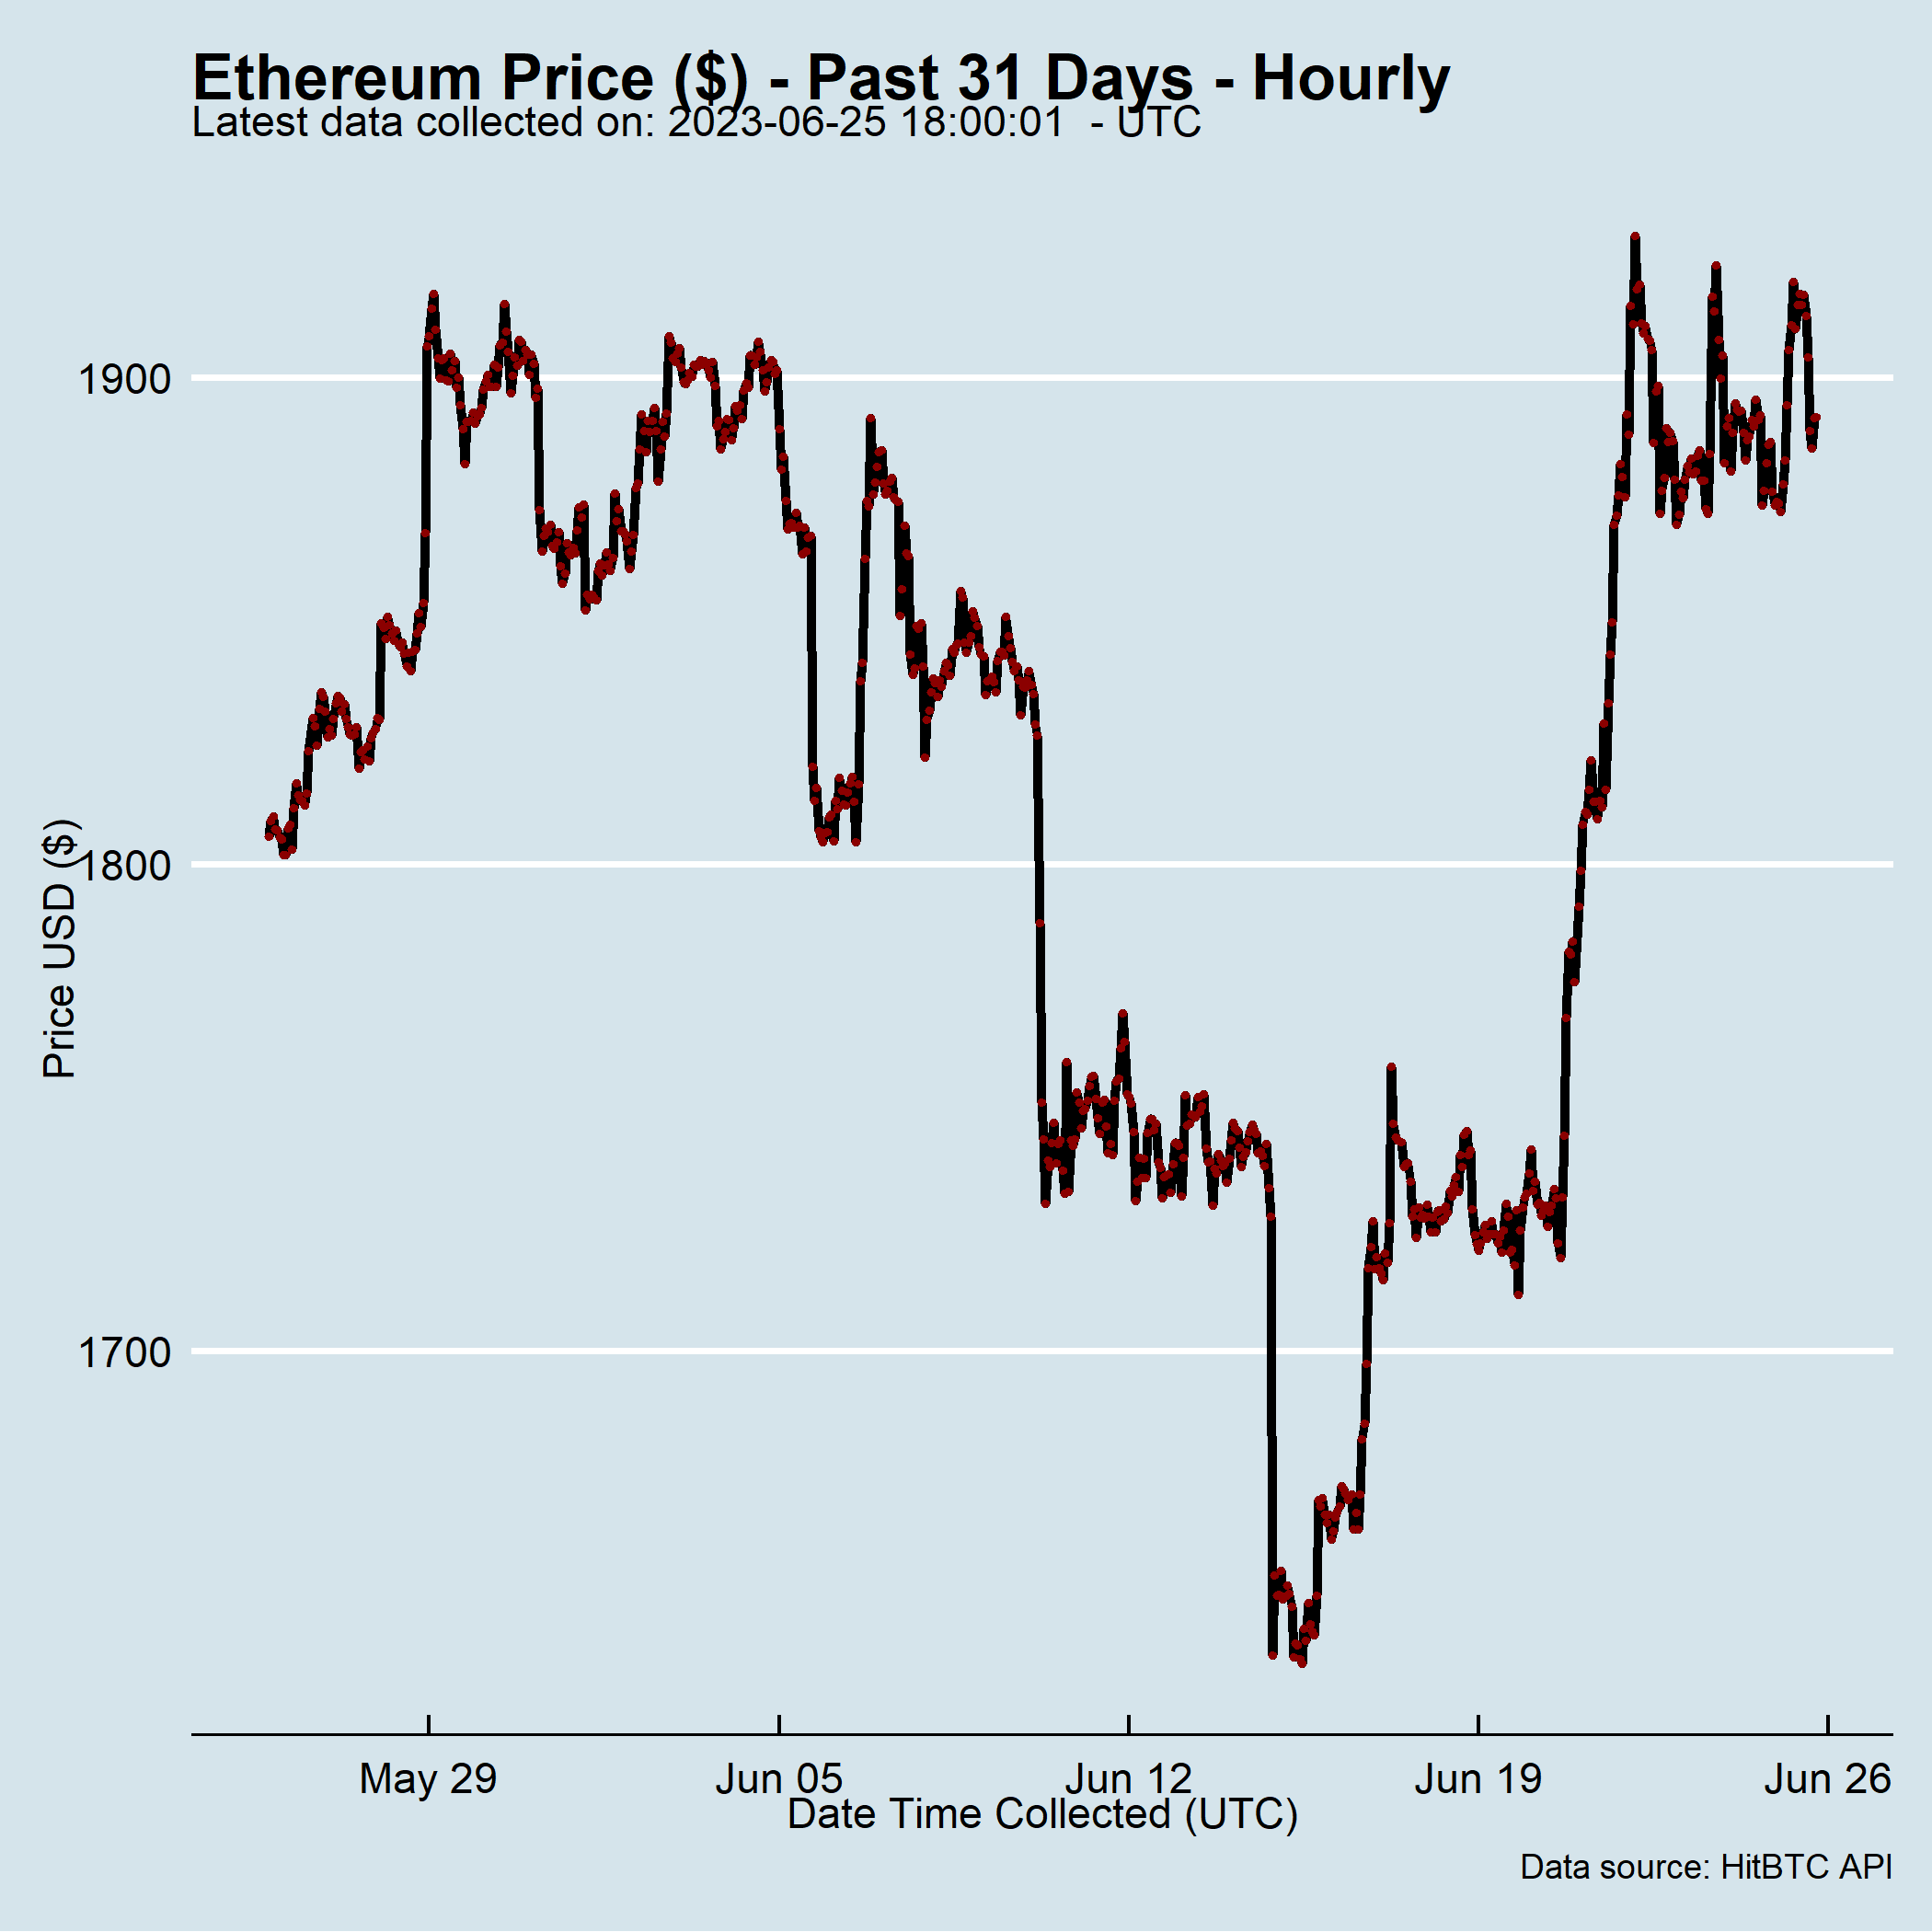 Ethereum Price ($) - Past 31 Days - Hourly
Latest data collected on: 2023-06-25 18:00:01  - UTC
Price USD ($)
1900
1800
1700
May 29
Jun 05
Jun 12
Jun 19
Jun 26
Date Time Collected (UTC)
Data source: HitBTC API